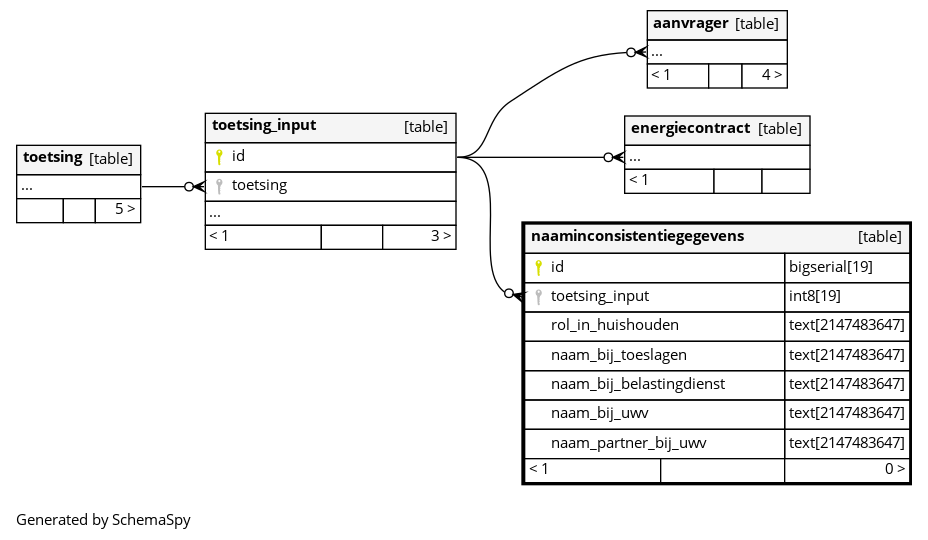 aanvrager [table]
...
< 1 4 >
toetsing_input [table]
id
toetsing
...
< 1 3 >
energiecontract [table]
...
< 1
toetsing [table]
...
5 >
naaminconsistentiegegevens [table]
id bigserial[19]
toetsing_input int8[19]
rol_in_huishouden text[2147483647]
naam_bij_toeslagen text[2147483647]
naam_bij_belastingdienst text[2147483647]
naam_bij_uwv text[2147483647]
naam_partner_bij_uwv text[2147483647]
< 1 0 >
Generated by SchemaSpy